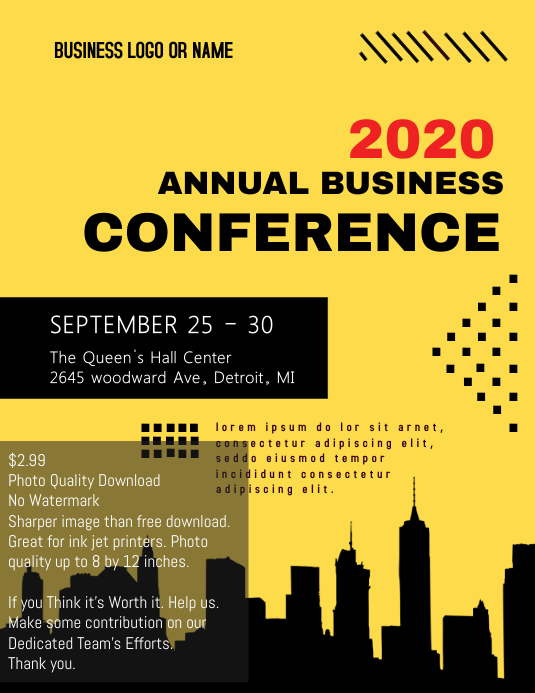 BUSINESS LOGO OR NAME
2020
ANNUAL BUSINESS
CONFERENCE
SEPTEMBER 25 - 30
The Queen's Hall Center
2645 woodward Ave, Detroit, MI
lorem ipsum do lor sit arnet,
consectetur adipiscing elit,
seddo eiusmod tempor
incididunt consectetur
adipiscing elit.
$2.99
Photo Quality Download
No Watermark
Sharper image than free download.
Great for ink jet printers. Photo
quality up to 8 by 12 inches.
If you Think it's Worth it. Help us.
Make some contribution on our
Dedicated Team's Efforts.
Thank you.